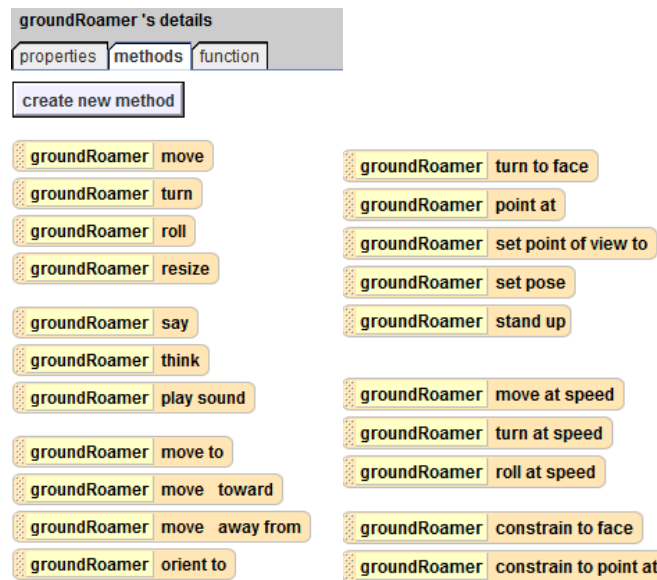 groundRoamer 's details
properties methods function
create new method
groundRoamer move
groundRoamer turn
groundRoamer roll
groundRoamer resize
groundRoamer say
groundRoamer think
groundRoamer play sound
groundRoamer move to
groundRoamer move toward
groundRoamer move away from
groundRoamer orient to
groundRoamer turn to face
groundRoamer point at
groundRoamer set point of view to
groundRoamer set pose
groundRoamer stand up
groundRoamer move at speed
groundRoamer turn at speed
groundRoamer roll at speed
groundRoamer constrain to face
groundRoamer constrain to point at